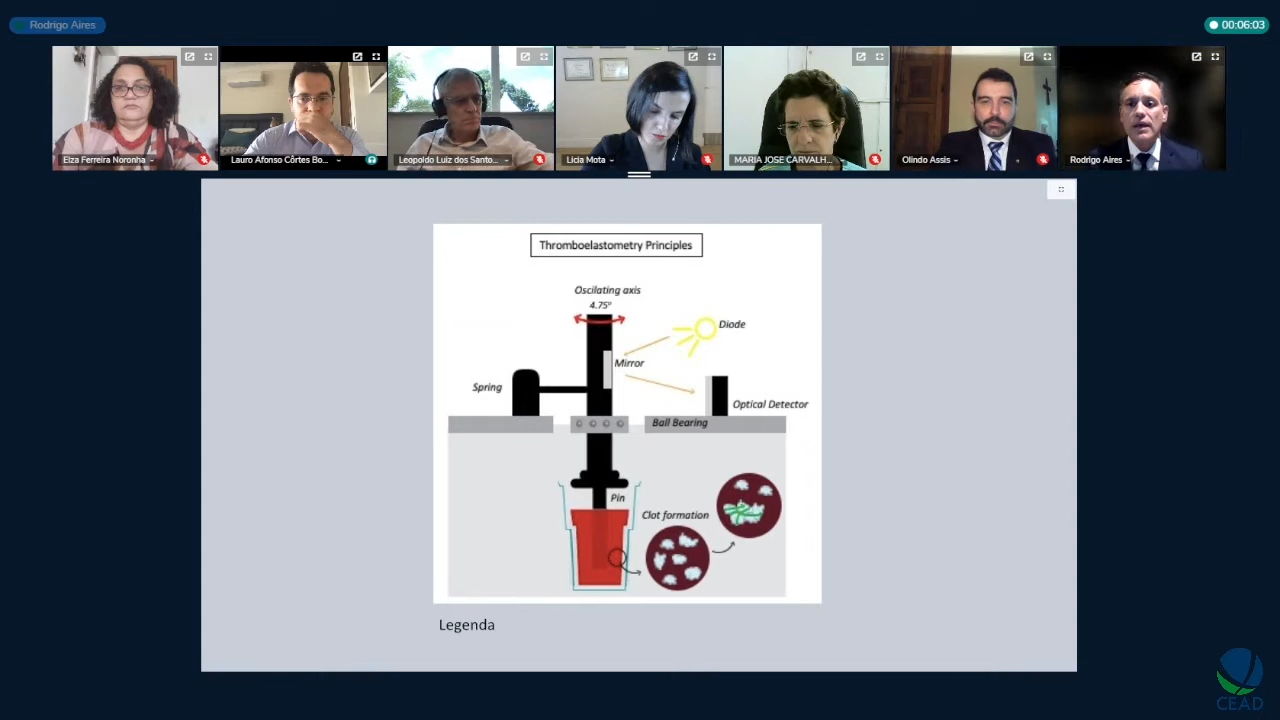 Rodrigo Aires
00:06:03
Elza Ferreira Noronha
Lauro Afonso Côrtes Bo...
Leopoldo Luiz dos Santo...
Licia Mota
MARIA JOSE CARVALH...
Olindo Assis
Rodrigo Aires
Thromboelastometry Principles
Oscilating axis
4.75º
Diode
Mirror
Spring
Optical Detector
Ball Bearing
Pin
Clot formation
Legenda
CEAD